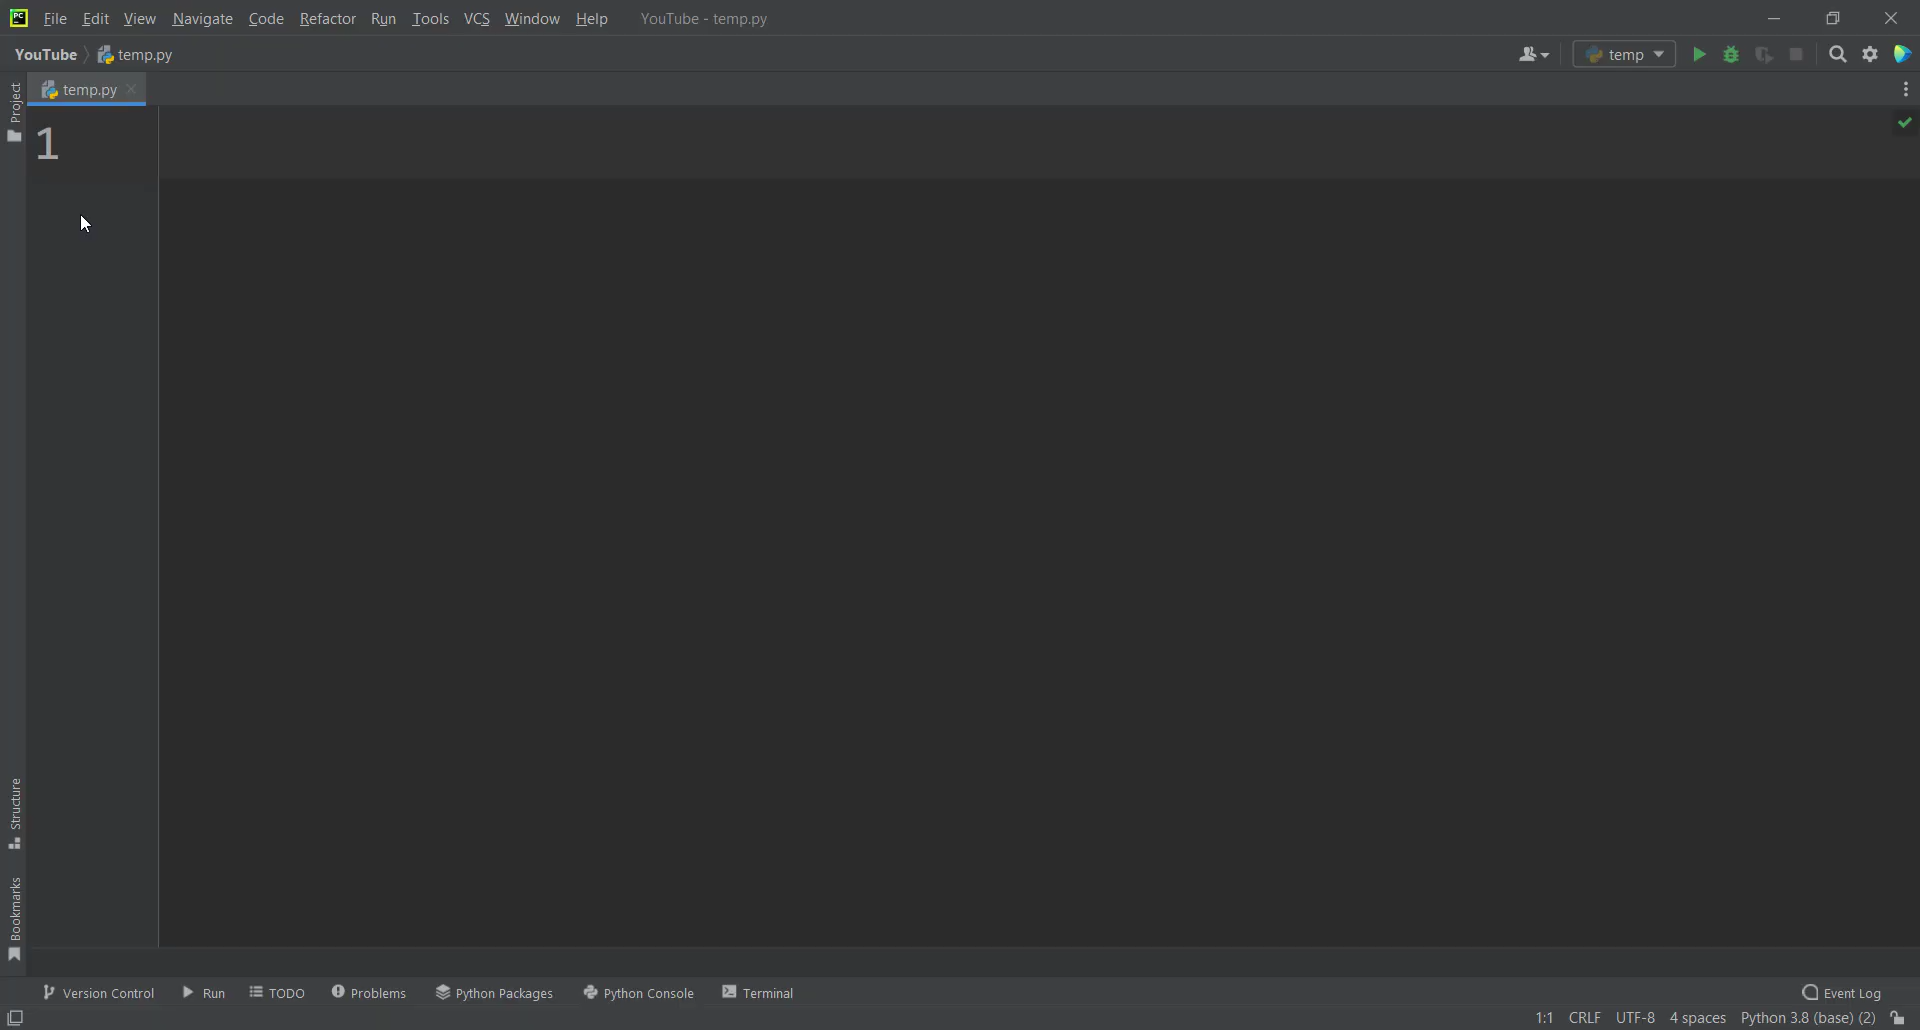 PC File Edit View Navigate Code Refactor Run Tools VCS Window Help YouTube - temp.py
YouTube temp.py temp
Project
temp.py
1
Structure
Bookmarks
Version Control Run TODO Problems Python Packages Python Console Terminal Event Log
1:1 CRLF UTF-8 4 spaces Python 3.8 (base) (2)